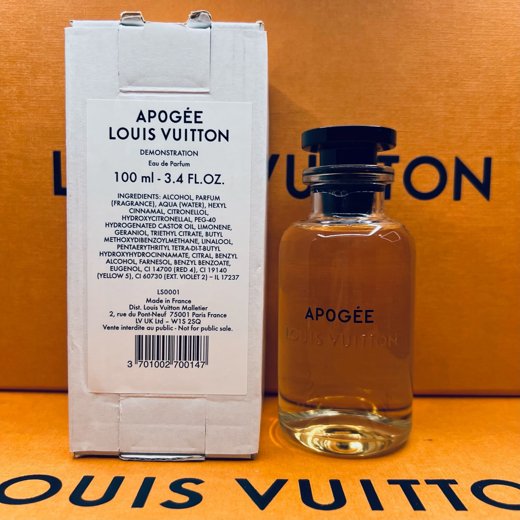 APOGÉE
LOUIS VUITTON
DEMONSTRATION
Eau de Parfum
100 ml - 3.4 FL.OZ.
INGREDIENTS: ALCOHOL, PARFUM
(FRAGRANCE), AQUA (WATER), HEXYL
CINNAMAL, CITRONELLOL,
HYDROXYCITRONELLAL, PEG-40
HYDROGENATED CASTOR OIL, LIMONENE,
GERANIOL, TRIETHYL CITRATE, BUTYL
METHOXYDIBENZOYLMETHANE, LINALOOL,
PENTAERYTHRITYL TETRA-DI-T-BUTYL
HYDROXYHYDROCINNAMATE, CITRAL, BENZYL
ALCOHOL, FARNESOL, BENZYL BENZOATE,
EUGENOL, CI 14700 (RED 4), CI 19140
(YELLOW 5), CI 60730 (EXT. VIOLET 2) – IL 17237
LS0001
Made in France
Dist. Louis Vuitton Malletier
2, rue du Pont-Neuf 75001 Paris France
LV UK Ltd – W1S 2SQ
Vente interdite au public - Not for public sale.
3 701002 700147
L VUITTON
APOGÉE
LOUIS VUITTON
OUIS VUITTO